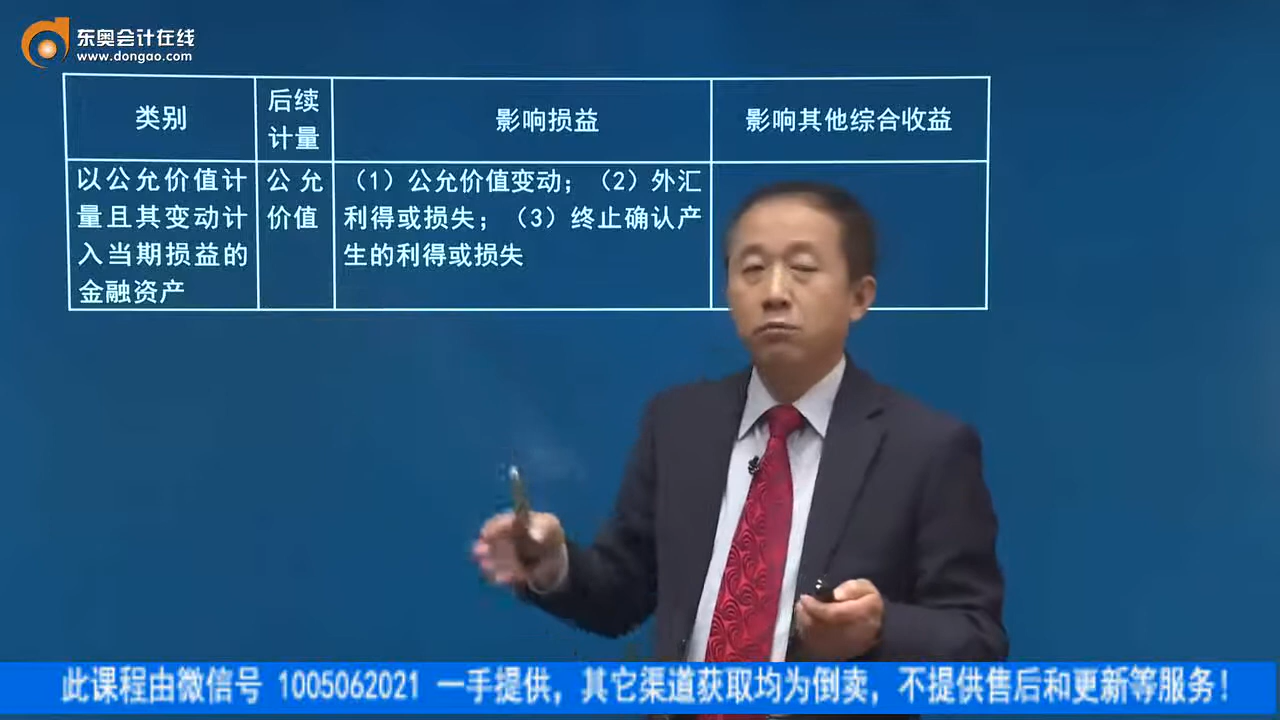 东奥会计在线
www.dongao.com
类别
后续
计量
影响损益
影响其他综合收益
以公允价值计
量且其变动计
入当期损益的
金融资产
公允
价值
（1）公允价值变动；（2）外汇
利得或损失；（3）终止确认产
生的利得或损失
此课程由微信号 1005062021 一手提供，其它渠道获取均为倒卖，不提供售后和更新等服务！